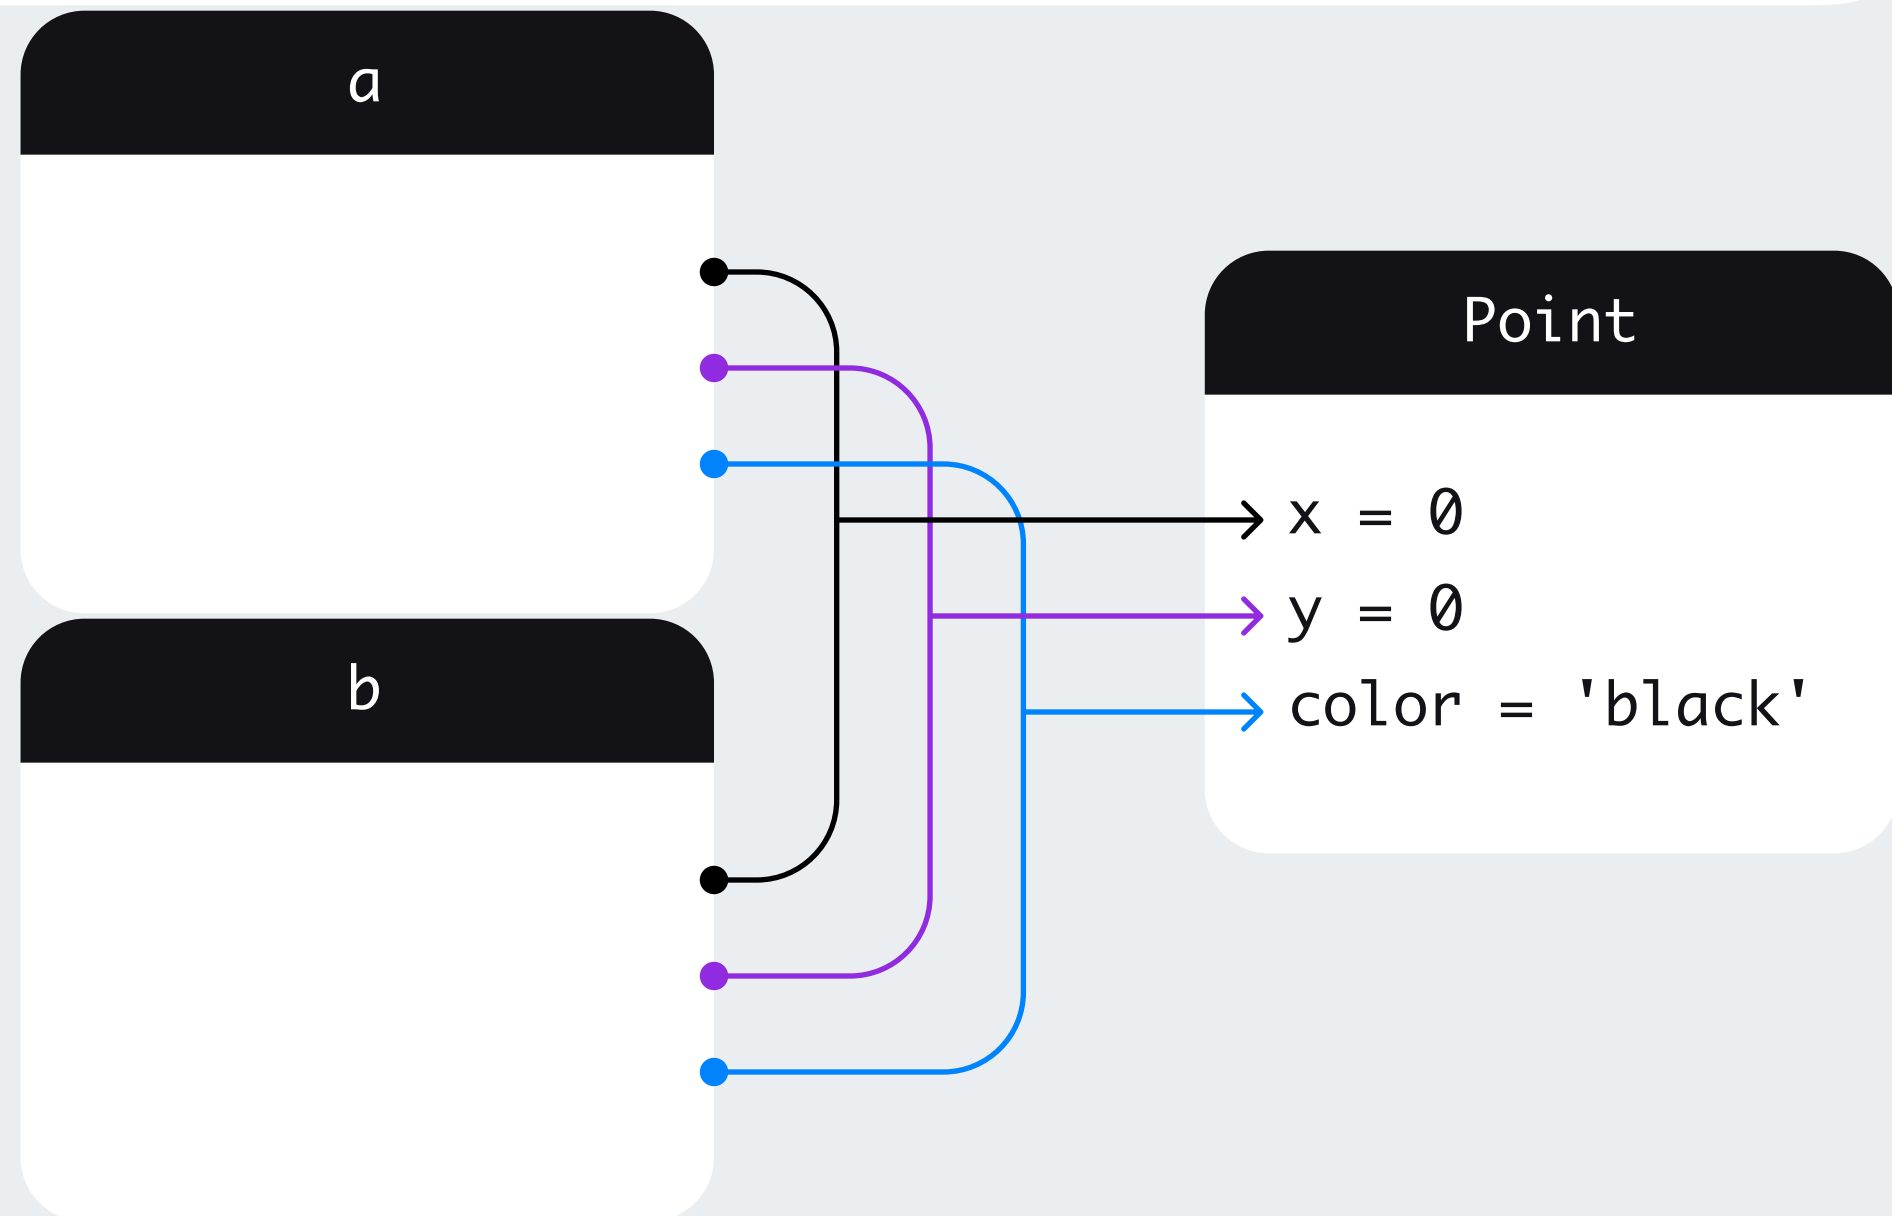 a
b
Point
x = 0
y = 0
color = 'black'